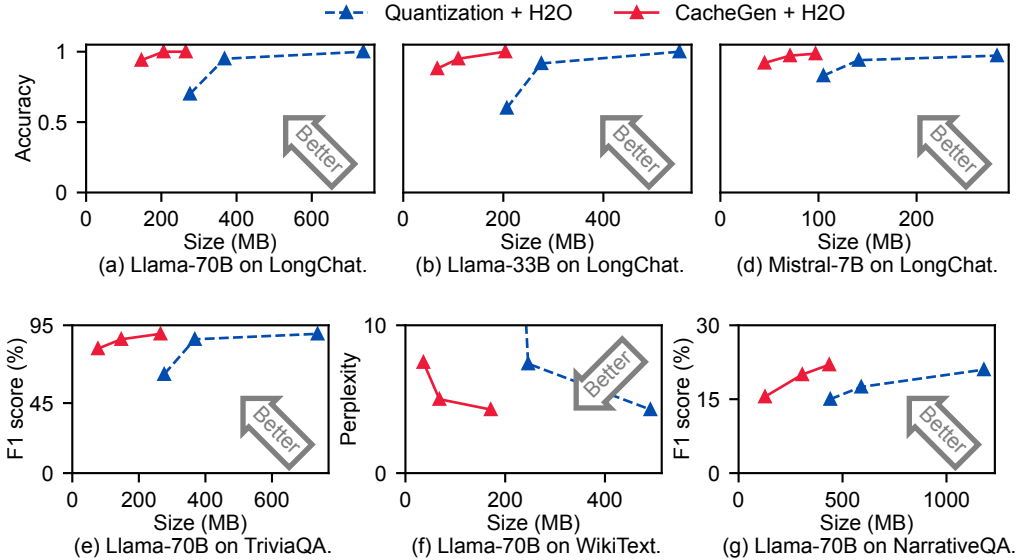 Quantization + H2O CacheGen + H2O
Accuracy
1
0.5
0
Better
0 200 400 600
Size (MB)
(a) Llama-70B on LongChat.
Better
0 200 400
Size (MB)
(b) Llama-33B on LongChat.
Better
0 100 200
Size (MB)
(d) Mistral-7B on LongChat.
F1 score (%)
95
45
0
Better
0 200 400 600
Size (MB)
(e) Llama-70B on TriviaQA.
Perplexity
10
0
Better
0 200 400
Size (MB)
(f) Llama-70B on WikiText.
F1 score (%)
30
15
0
Better
0 500 1000
Size (MB)
(g) Llama-70B on NarrativeQA.